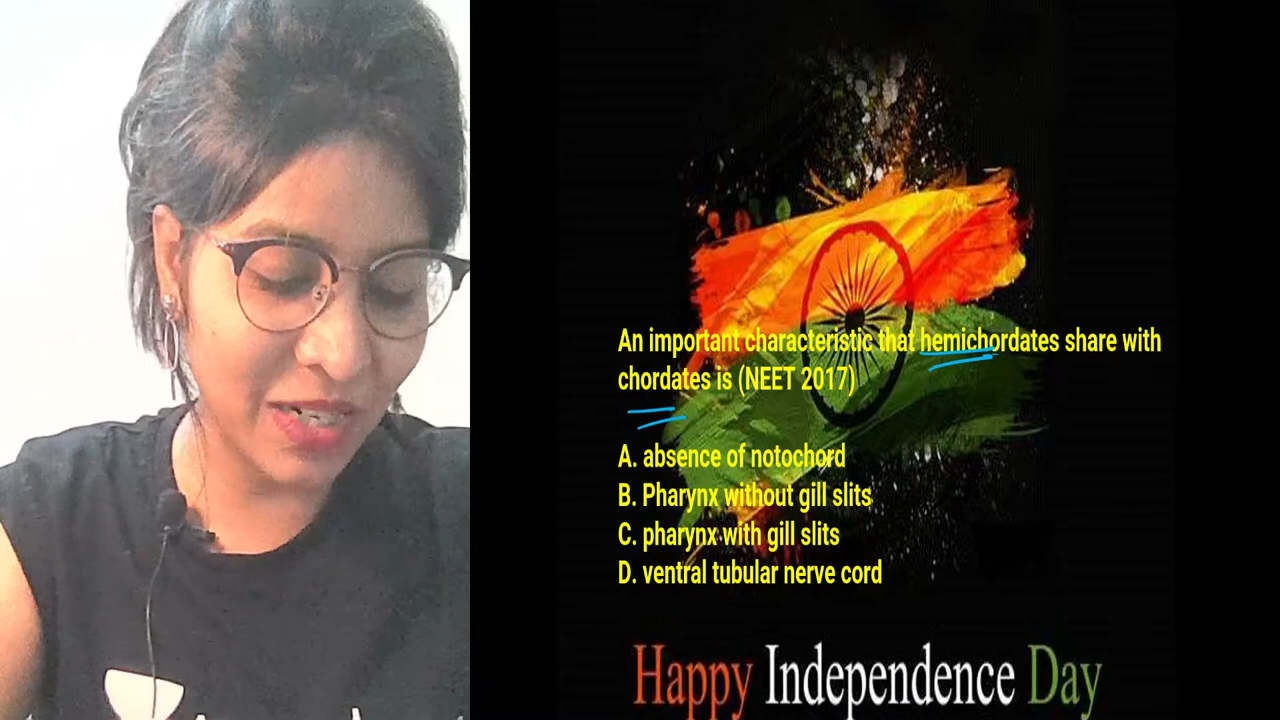 An important characteristic that hemichordates share with
chordates is (NEET 2017)
A. absence of notochord
B. Pharynx without gill slits
C. pharynx with gill slits
D. ventral tubular nerve cord
Happy Independence Day